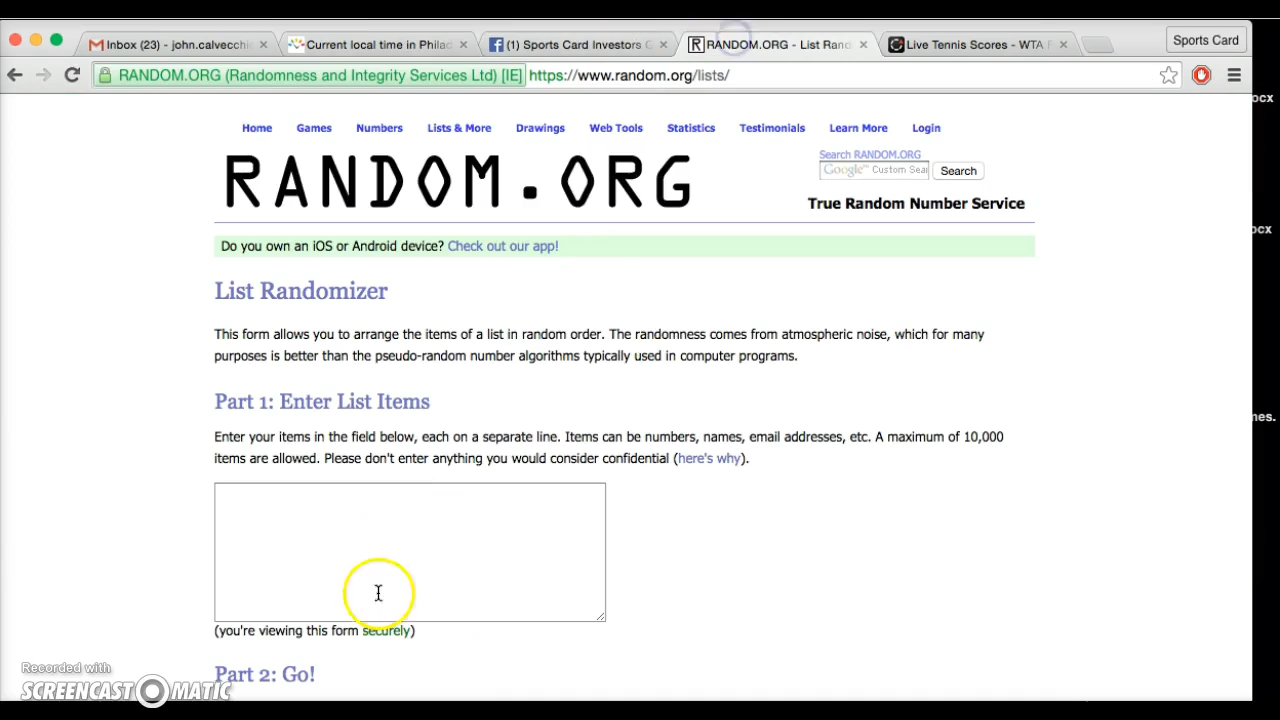 Inbox (23) - john.calvecchi
Current local time in Philad
(1) Sports Card Investors C
RANDOM.ORG - List Rand
Live Tennis Scores - WTA
Sports Card
RANDOM.ORG (Randomness and Integrity Services Ltd) [IE]
https://www.random.org/lists/
ocx
Home
Games
Numbers
Lists & More
Drawings
Web Tools
Statistics
Testimonials
Learn More
Login
RANDOM.ORG
Search RANDOM.ORG
Google™ Custom Sear
Search
True Random Number Service
ocx
Do you own an iOS or Android device? Check out our app!
List Randomizer
This form allows you to arrange the items of a list in random order. The randomness comes from atmospheric noise, which for many
purposes is better than the pseudo-random number algorithms typically used in computer programs.
Part 1: Enter List Items
nes.
Enter your items in the field below, each on a separate line. Items can be numbers, names, email addresses, etc. A maximum of 10,000
items are allowed. Please don't enter anything you would consider confidential (here's why).
(you're viewing this form securely)
Part 2: Go!
Recorded with
SCREENCAST-O-MATIC